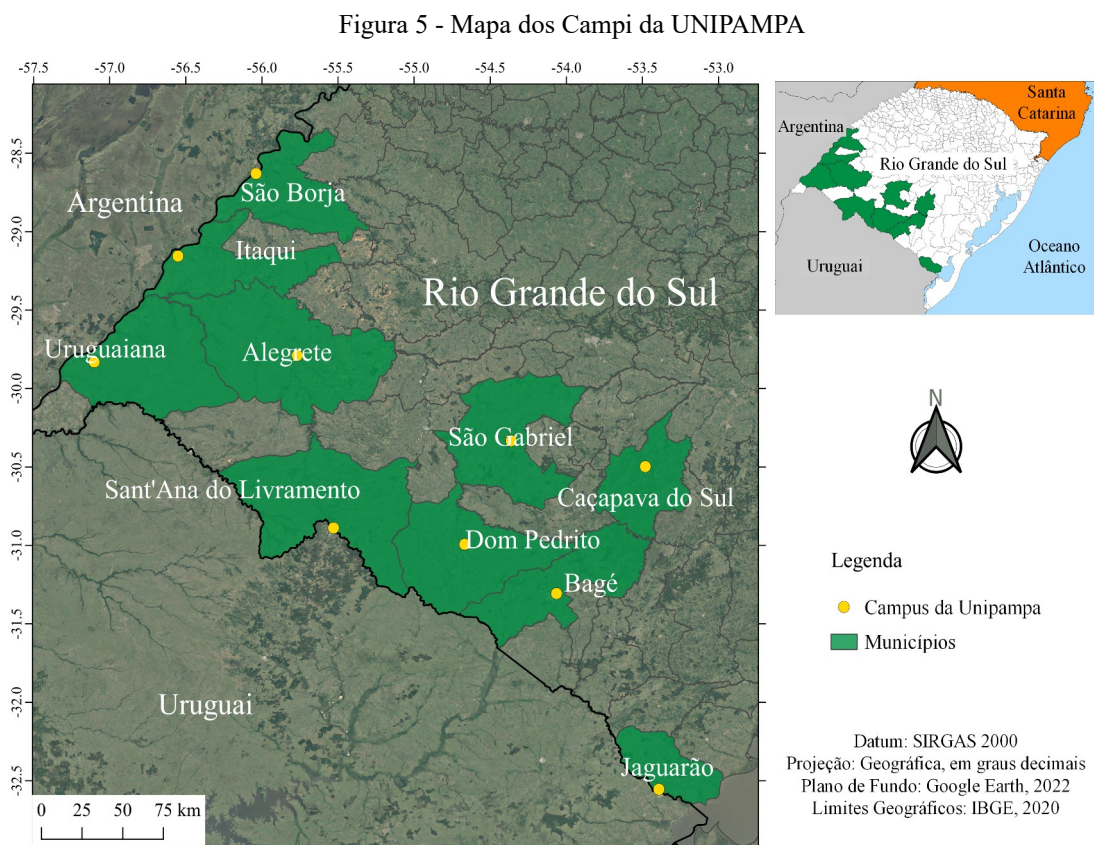 Figura 5 - Mapa dos Campi da UNIPAMPA
-57.5 -57.0 -56.5 -56.0 -55.5 -55.0 -54.5 -54.0 -53.5 -53.0
-28.5
-29.0
-29.5
-30.0
-30.5
-31.0
-31.5
-32.0
-32.5
Argentina
São Borja
Itaqui
Rio Grande do Sul
Uruguaiana
Alegrete
São Gabriel
Sant'Ana do Livramento
Caçapava do Sul
Dom Pedrito
Bagé
Uruguai
Jaguarão
0 25 50 75 km
Santa
Catarina
Argentina
Rio Grande do Sul
Uruguai
Oceano
Atlântico
N
Legenda
Campus da Unipampa
Municípios
Datum: SIRGAS 2000
Projeção: Geográfica, em graus decimais
Plano de Fundo: Google Earth, 2022
Limites Geográficos: IBGE, 2020